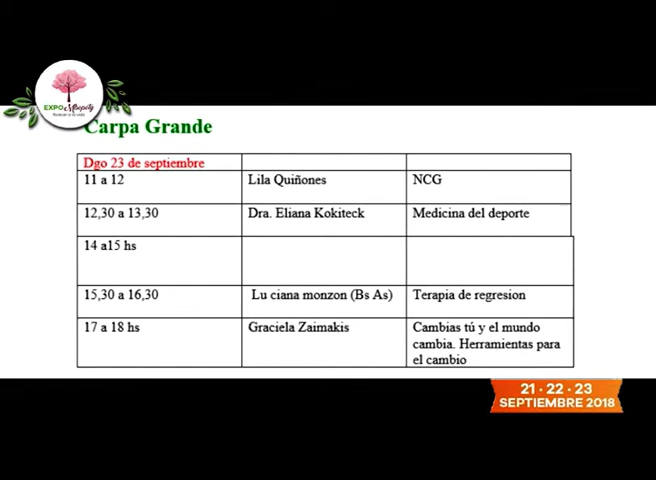 EXPO Mbopoty
Carpa Grande
Dgo 23 de septiembre
11 a 12 Lila Quiñones NCG
12,30 a 13,30 Dra. Eliana Kokiteck Medicina del deporte
14 a15 hs
15,30 a 16,30 Lu ciana monzon (Bs As) Terapia de regresion
17 a 18 hs Graciela Zaimakis Cambias tú y el mundo
cambia. Herramientas para
el cambio
21 · 22 · 23
SEPTIEMBRE 2018